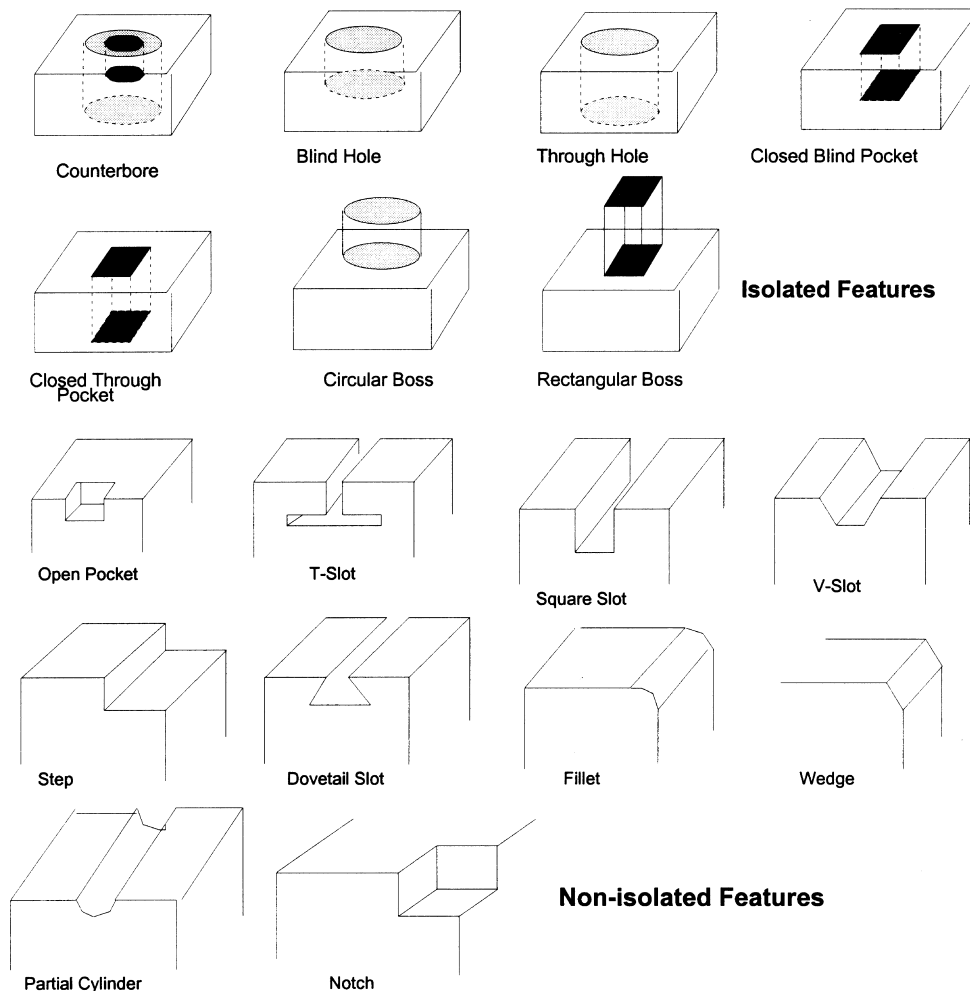 Counterbore
Blind Hole
Through Hole
Closed Blind Pocket
Closed Through
Pocket
Circular Boss
Rectangular Boss
Isolated Features
Open Pocket
T-Slot
Square Slot
V-Slot
Step
Dovetail Slot
Fillet
Wedge
Partial Cylinder
Notch
Non-isolated Features